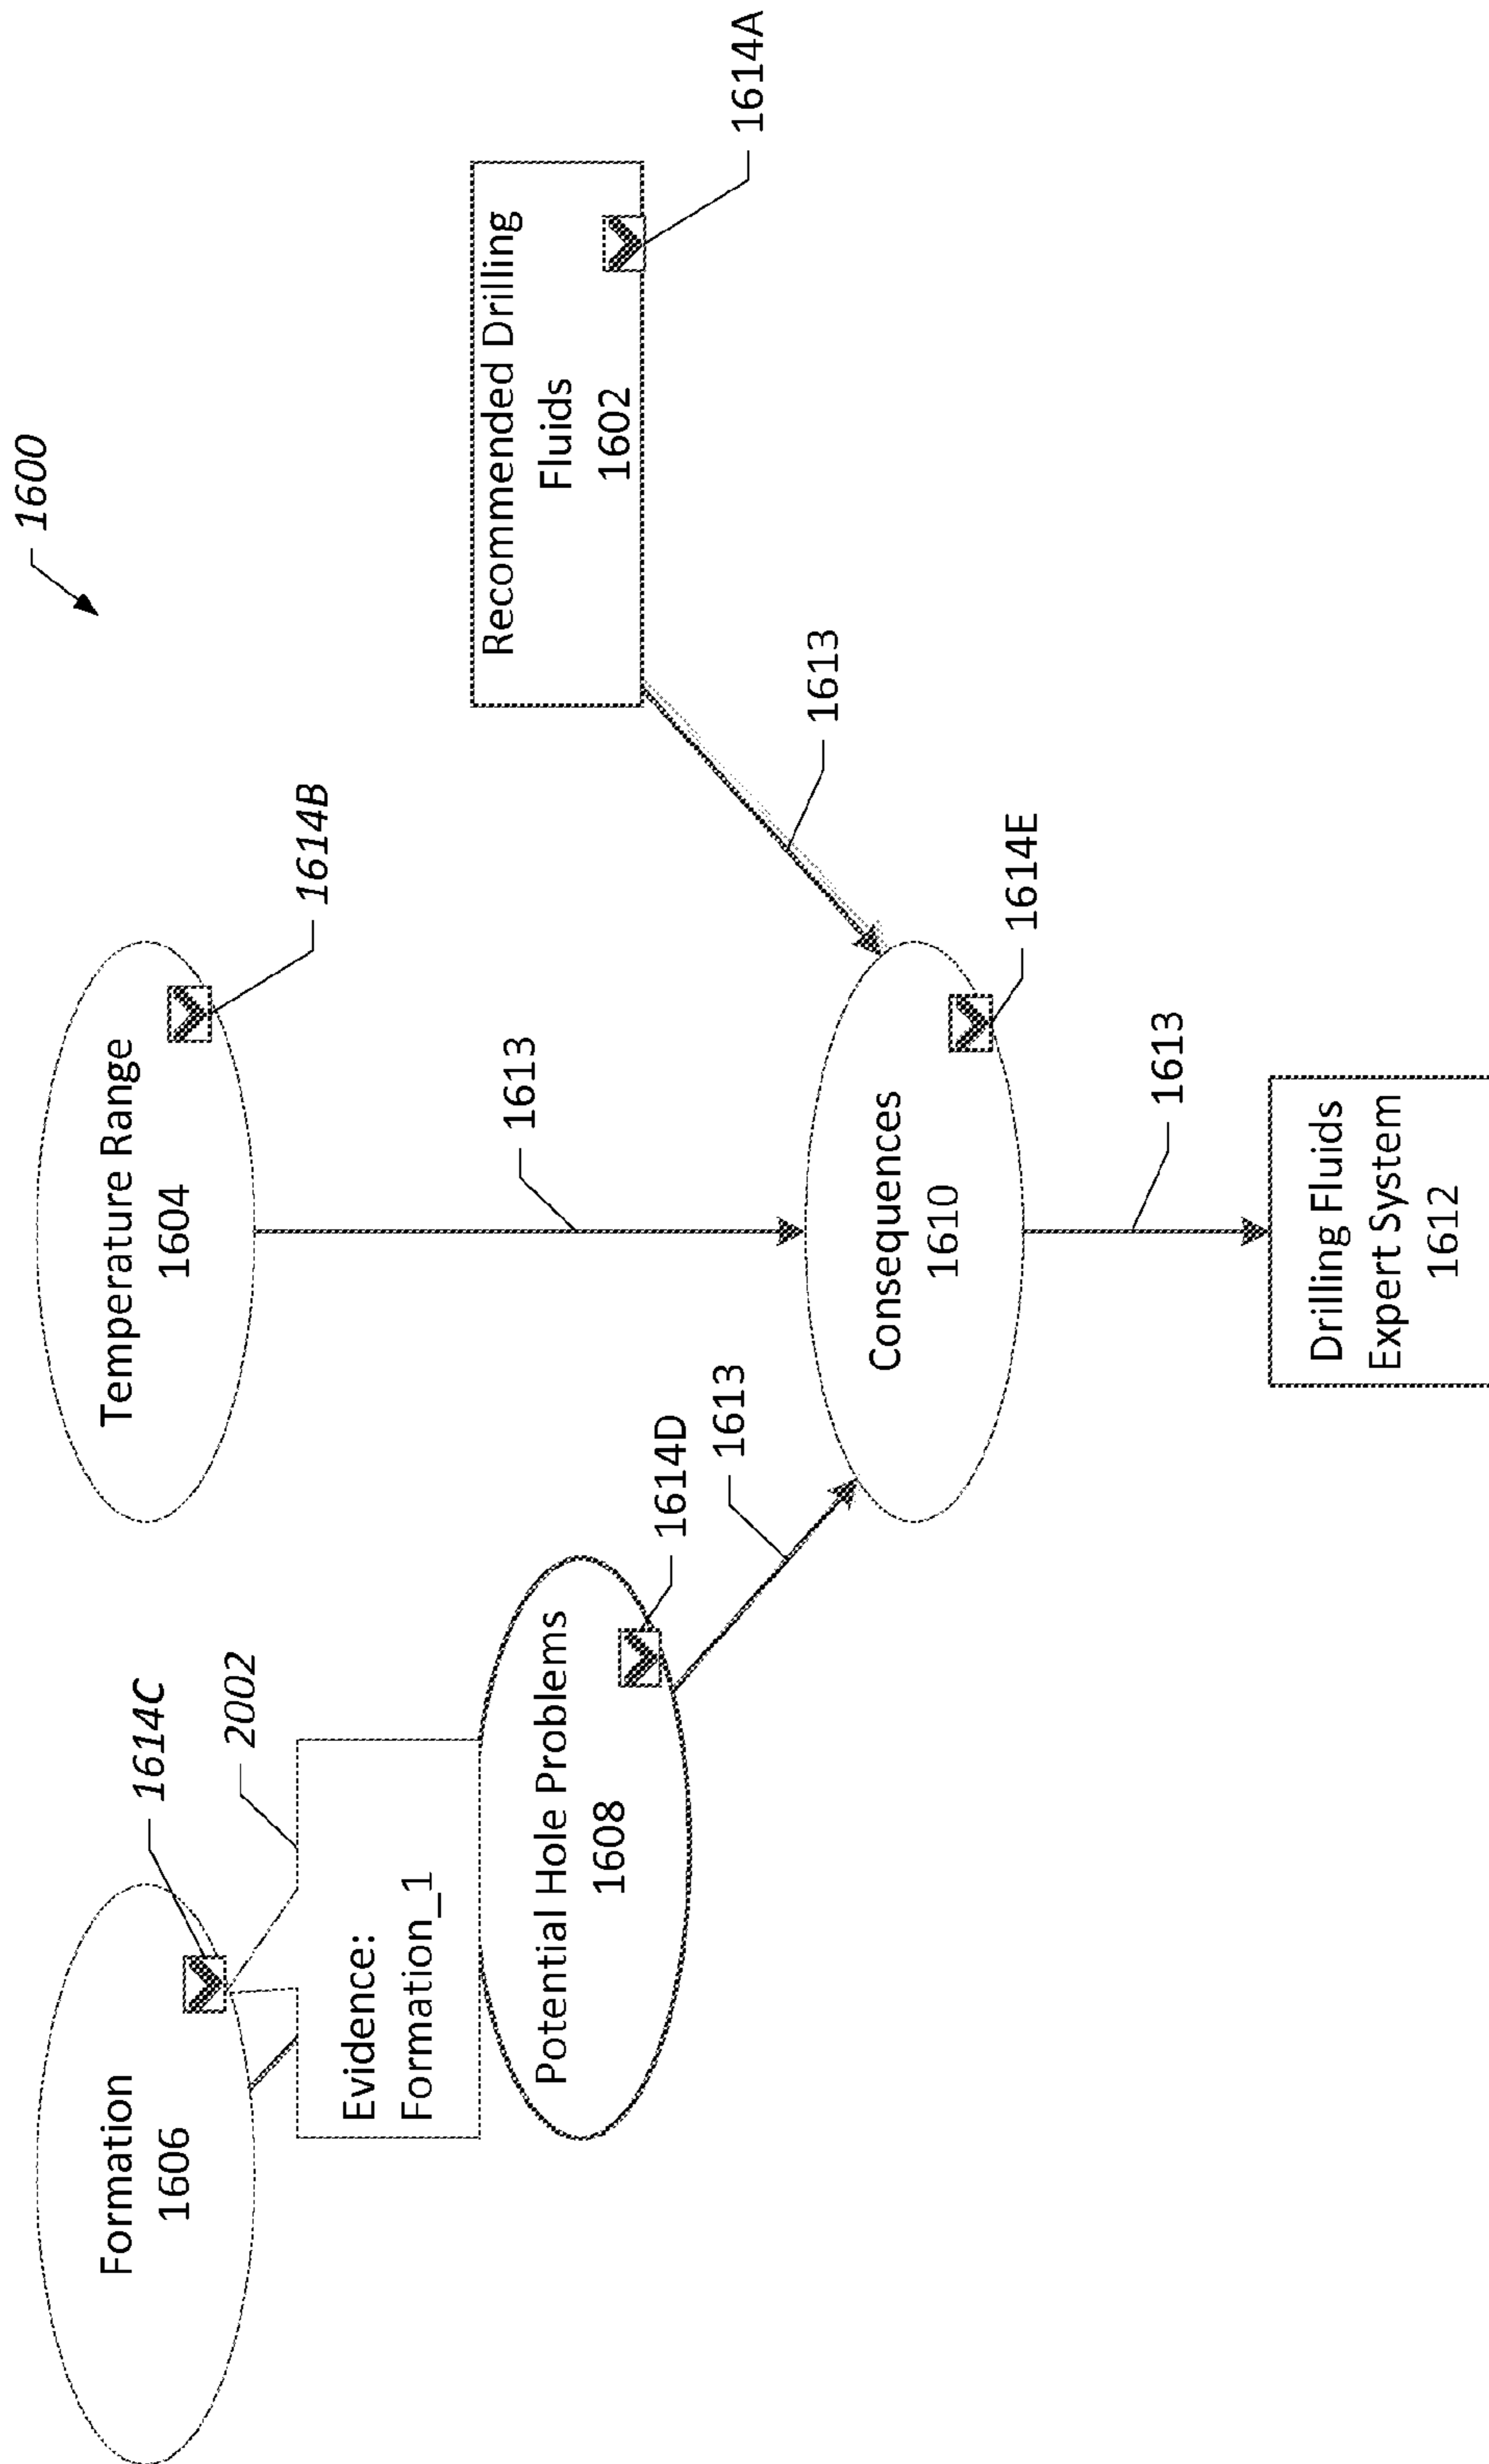 1600
Formation
1606
1614C
2002
Evidence:
Formation_1
Temperature Range
1604
1614B
Recommended Drilling
Fluids
1602
1614A
Potential Hole Problems
1608
1614D
1613
1613
1613
Consequences
1610
1614E
1613
Drilling Fluids
Expert System
1612